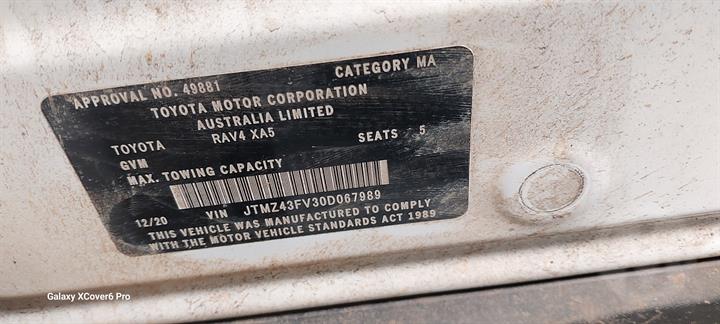 APPROVAL NO. 49881 CATEGORY MA
TOYOTA MOTOR CORPORATION
AUSTRALIA LIMITED
TOYOTA RAV4 XA5 SEATS 5
GVM
MAX. TOWING CAPACITY
12/20 VIN JTMZ43FV30D067989
THIS VEHICLE WAS MANUFACTURED TO COMPLY
WITH THE MOTOR VEHICLE STANDARDS ACT 1989
Galaxy XCover6 Pro